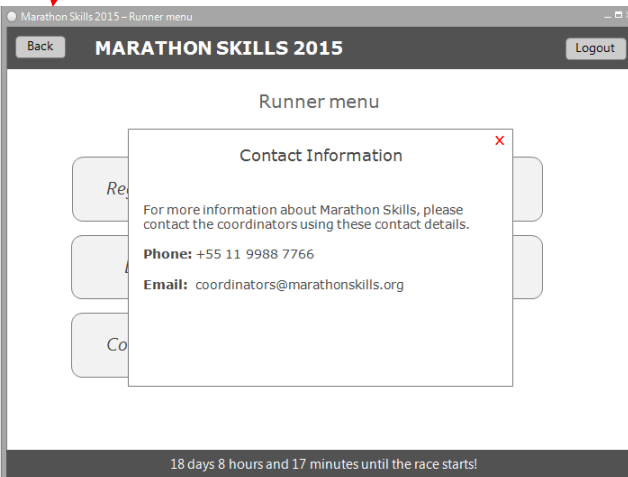 Marathon Skills 2015 – Runner menu
Back
MARATHON SKILLS 2015
Logout
Runner menu
x
Contact Information
Reg
For more information about Marathon Skills, please
contact the coordinators using these contact details.
Phone: +55 11 9988 7766
Email: coordinators@marathonskills.org
Co
18 days 8 hours and 17 minutes until the race starts!